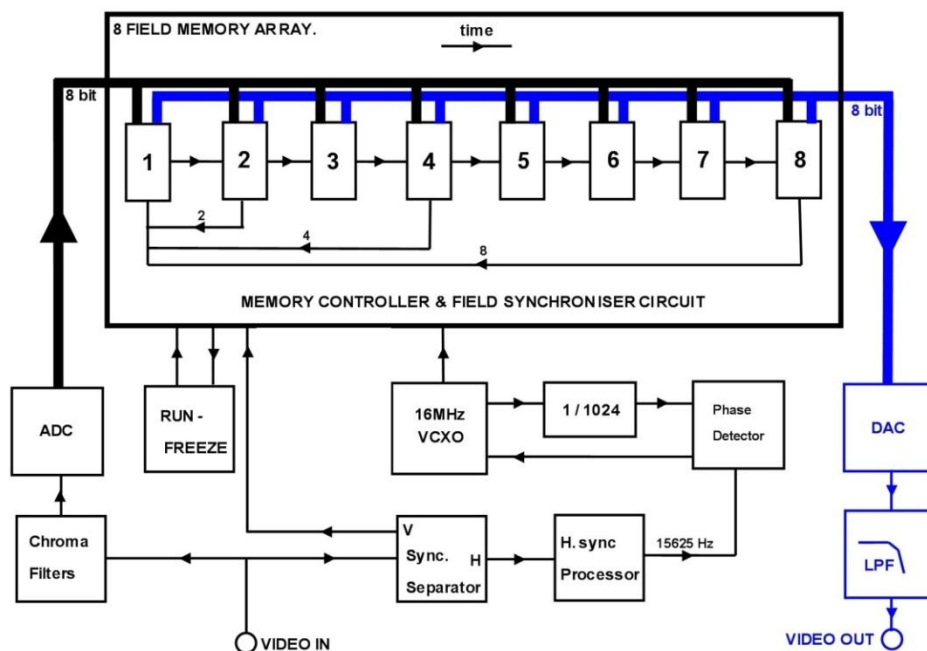 8 FIELD MEMORY ARRAY.
time
8 bit
8 bit
1
2
3
4
5
6
7
8
2
4
8
MEMORY CONTROLLER & FIELD SYNCHRONISER CIRCUIT
ADC
RUN -
FREEZE
16MHz
VCXO
1 / 1024
Phase
Detector
DAC
Chroma
Filters
V
Sync.
H
Separator
H. sync
Processor
15625 Hz
LPF
VIDEO IN
VIDEO OUT